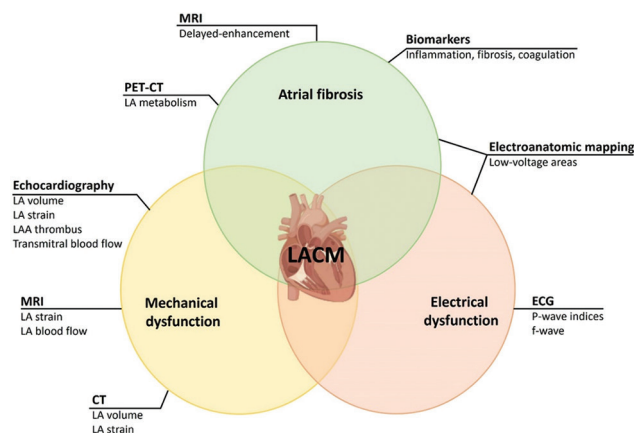 MRI
Delayed-enhancement
Biomarkers
Inflammation, fibrosis, coagulation
PET-CT
LA metabolism
Atrial fibrosis
Electroanatomic mapping
Low-voltage areas
Echocardiography
LA volume
LA strain
LAA thrombus
Transmitral blood flow
LACM
MRI
LA strain
LA blood flow
Mechanical
dysfunction
Electrical
dysfunction
ECG
P-wave indices
f-wave
CT
LA volume
LA strain